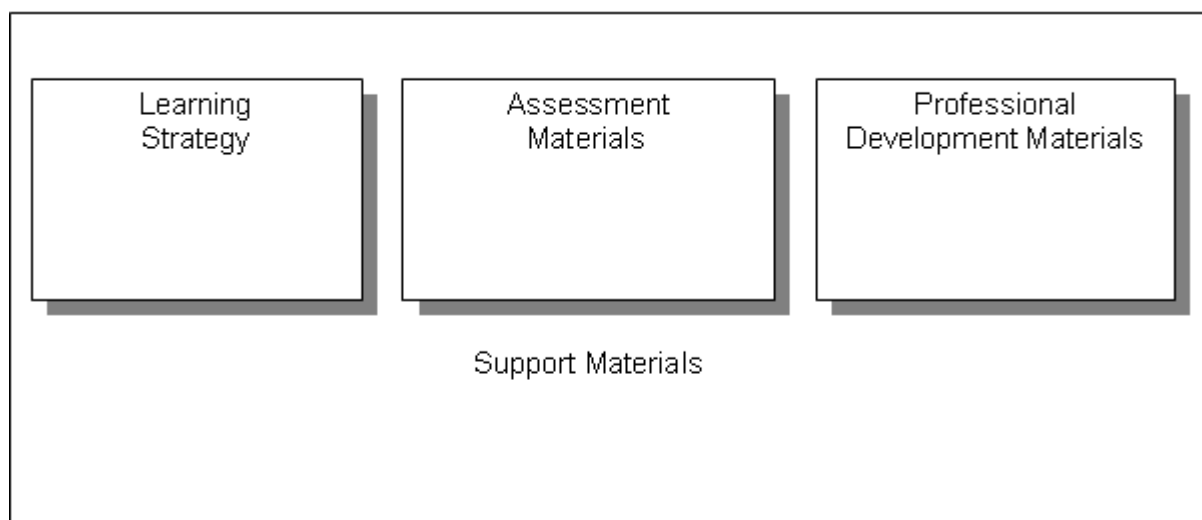 Learning
Strategy
Assessment
Materials
Professional
Development Materials
Support Materials